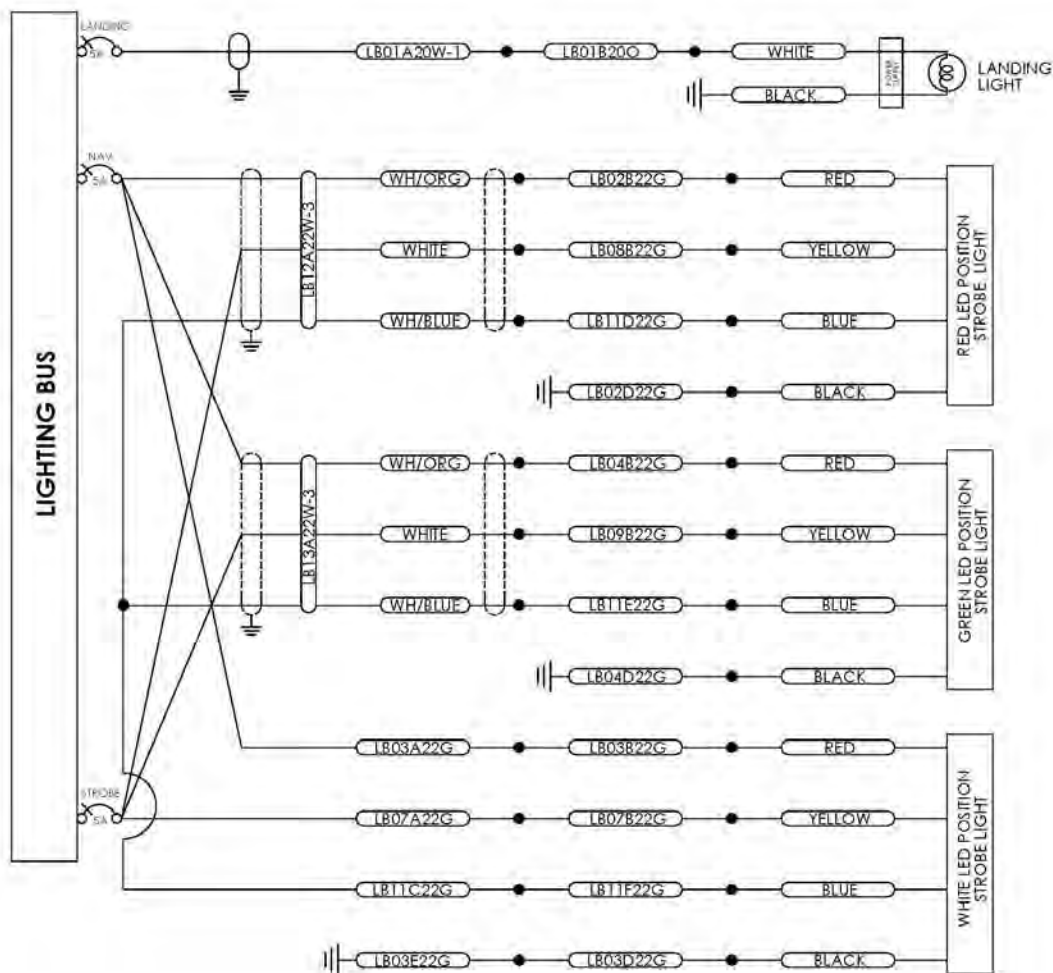 LIGHTING BUS
LANDING
5A
LB01A20W-1
LB01B20O
WHITE
POWER SUPPLY
BLACK
LANDING
LIGHT
NAV
5A
LB12A22W-3
WH/ORG
LB02B22G
RED
WHITE
LB08B22G
YELLOW
WH/BLUE
LB11D22G
BLUE
LB02D22G
BLACK
RED LED POSITION
STROBE LIGHT
LB13A22W-3
WH/ORG
LB04B22G
RED
WHITE
LB09B22G
YELLOW
WH/BLUE
LB11E22G
BLUE
LB04D22G
BLACK
GREEN LED POSITION
STROBE LIGHT
LB03A22G
LB03B22G
RED
STROBE
5A
LB07A22G
LB07B22G
YELLOW
LB11C22G
LB11F22G
BLUE
LB03E22G
LB03D22G
BLACK
WHITE LED POSITION
STROBE LIGHT